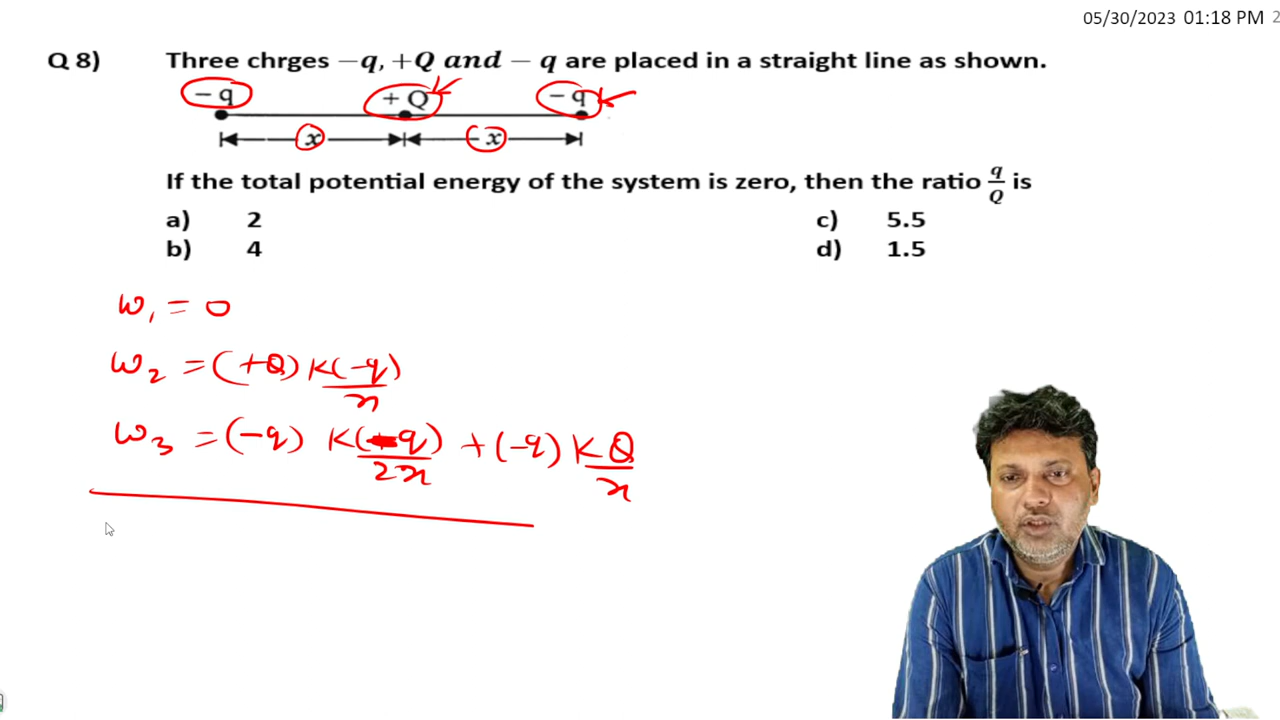 05/30/2023 01:18 PM 2
Q 8) Three chrges −q, +Q and − q are placed in a straight line as shown.
− q + Q − q
x x
If the total potential energy of the system is zero, then the ratio q/Q is
a) 2 c) 5.5
b) 4 d) 1.5
W₁ = 0
W₂ = (+Q) K(−q)/x
W₃ = (−q) K(−q)/2x + (−q) KQ/x